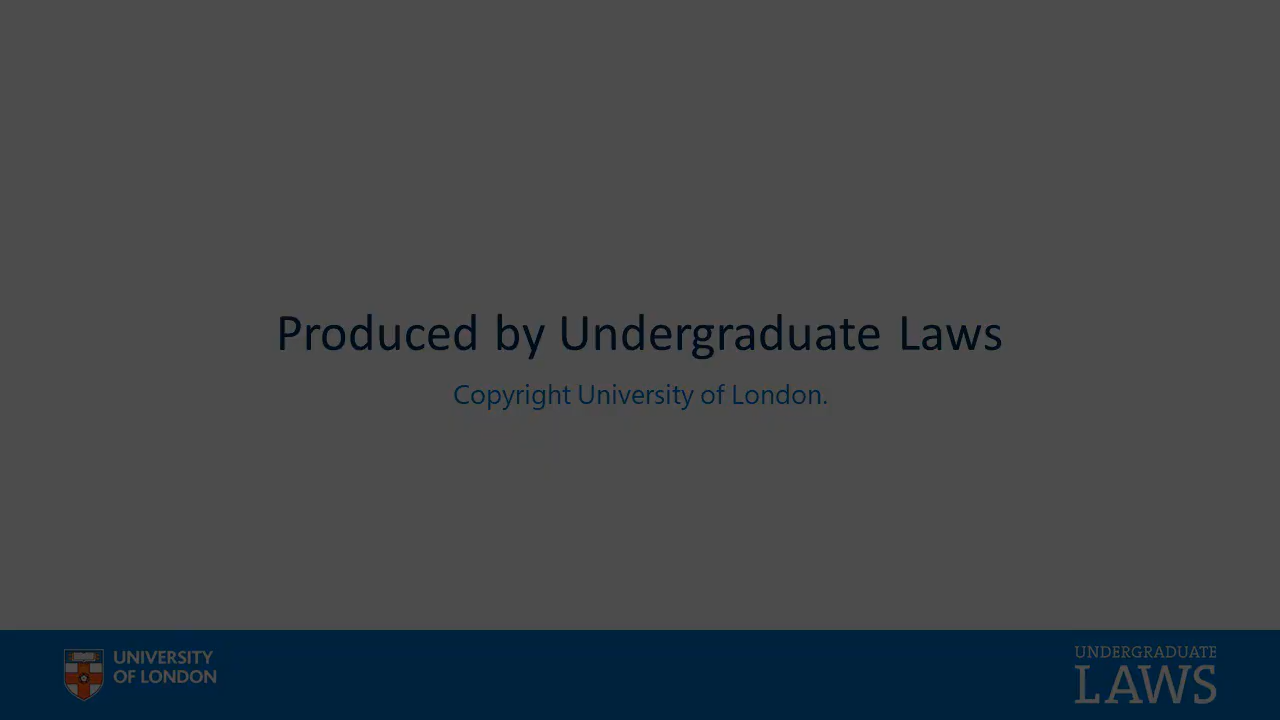 Produced by Undergraduate Laws
Copyright University of London.
UNIVERSITY
OF LONDON
UNDERGRADUATE
LAWS